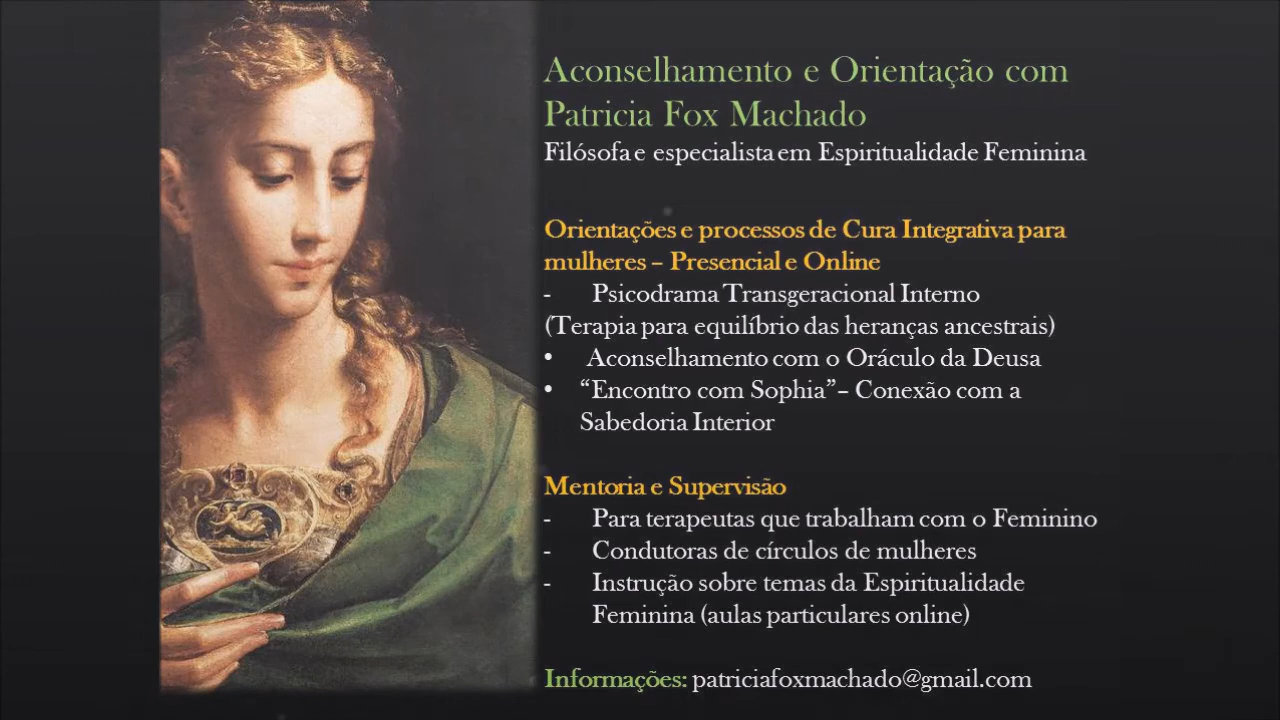 Aconselhamento e Orientação com
Patricia Fox Machado
Filósofa e especialista em Espiritualidade Feminina
Orientações e processos de Cura Integrativa para
mulheres – Presencial e Online
- Psicodrama Transgeracional Interno
(Terapia para equilíbrio das heranças ancestrais)
• Aconselhamento com o Oráculo da Deusa
• “Encontro com Sophia”– Conexão com a
Sabedoria Interior
Mentoria e Supervisão
- Para terapeutas que trabalham com o Feminino
- Condutoras de círculos de mulheres
- Instrução sobre temas da Espiritualidade
Feminina (aulas particulares online)
Informações: patriciafoxmachado@gmail.com